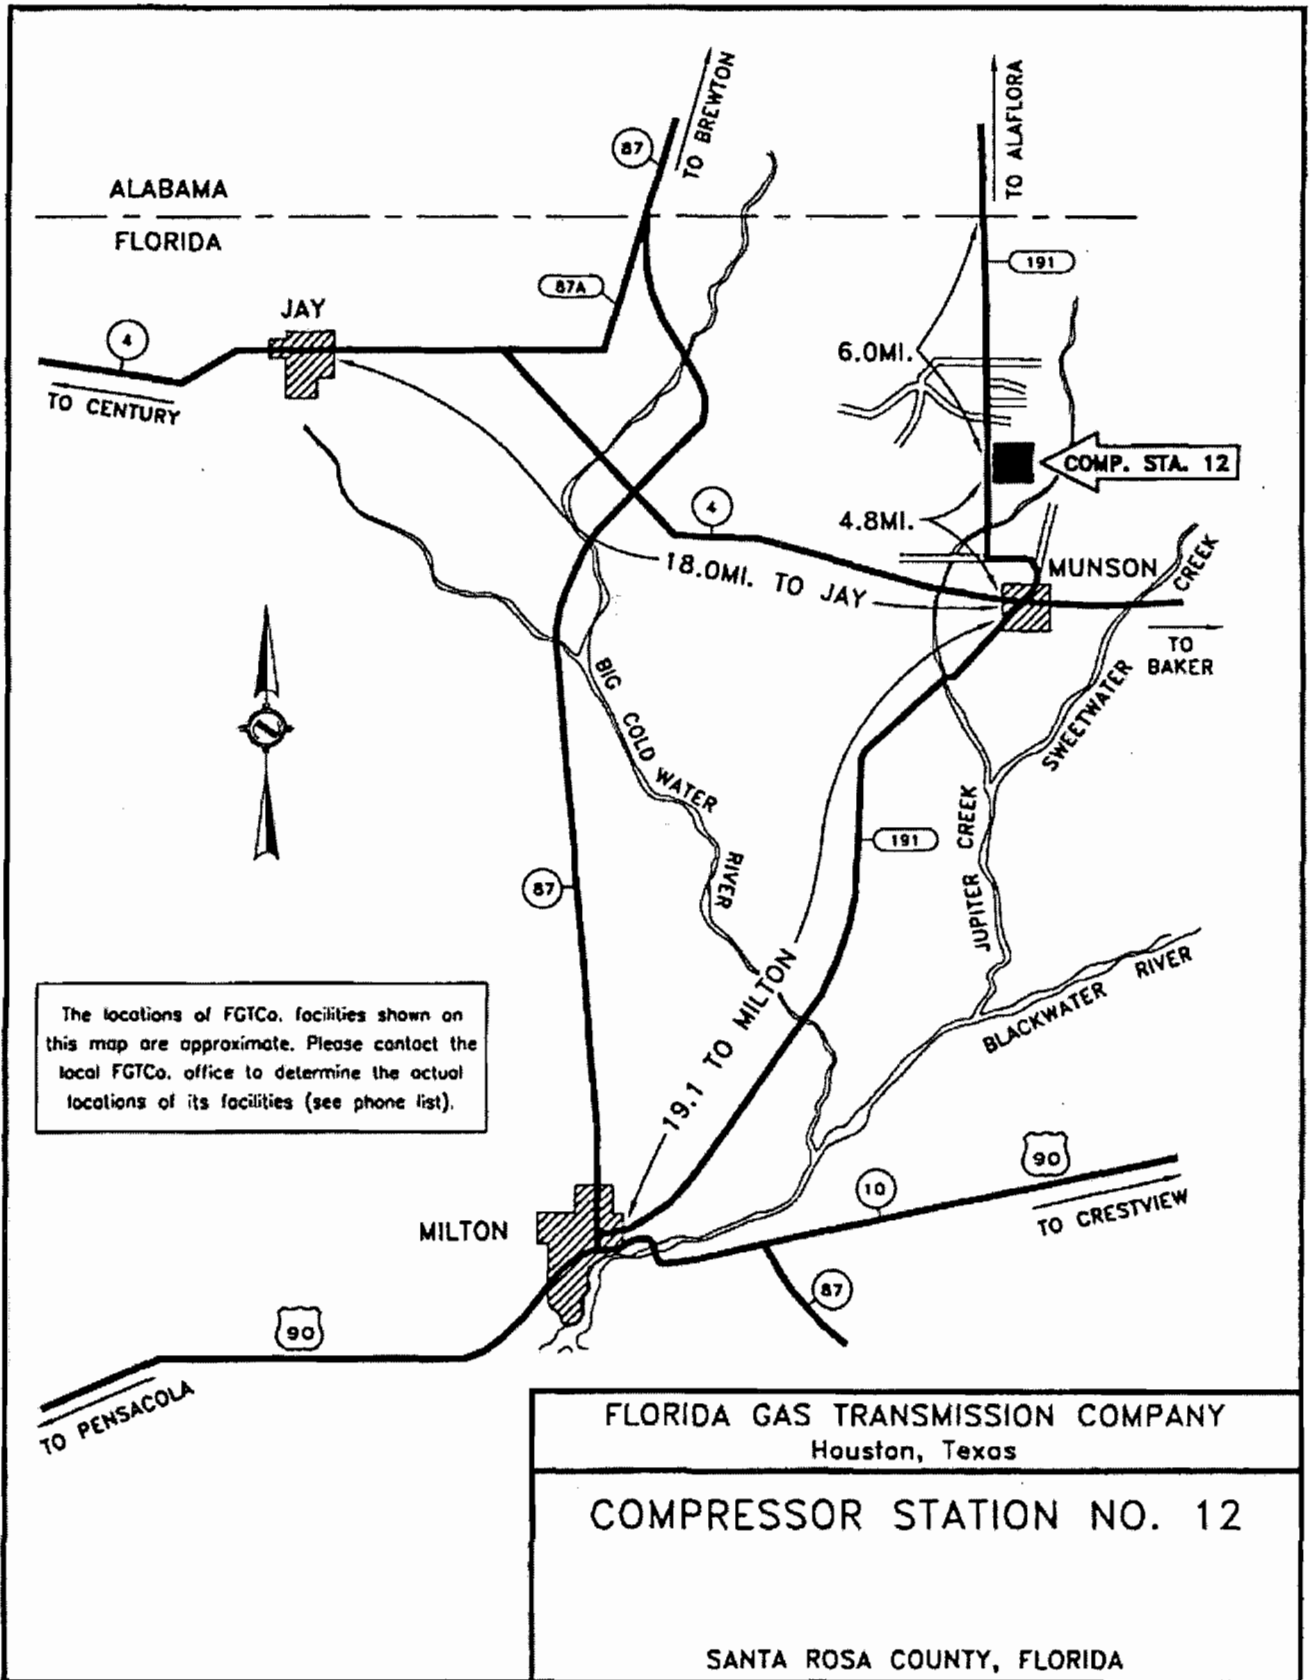 TO BREWTON
TO ALAFLORA
87
ALABAMA
FLORIDA
191
87A
JAY
4
6.0MI.
TO CENTURY
COMP. STA. 12
4
4.8MI.
18.0MI. TO JAY
MUNSON
CREEK
SWEETWATER
TO
BAKER
BIG
COLD
WATER
RIVER
191
JUPITER CREEK
87
19.1 TO MILTON
BLACKWATER RIVER
The locations of FGTCo. facilities shown on
this map are approximate. Please contact the
local FGTCo. office to determine the actual
locations of its facilities (see phone list).
90
10
TO CRESTVIEW
MILTON
87
90
TO PENSACOLA
FLORIDA GAS TRANSMISSION COMPANY
Houston, Texas
COMPRESSOR STATION NO. 12
SANTA ROSA COUNTY, FLORIDA